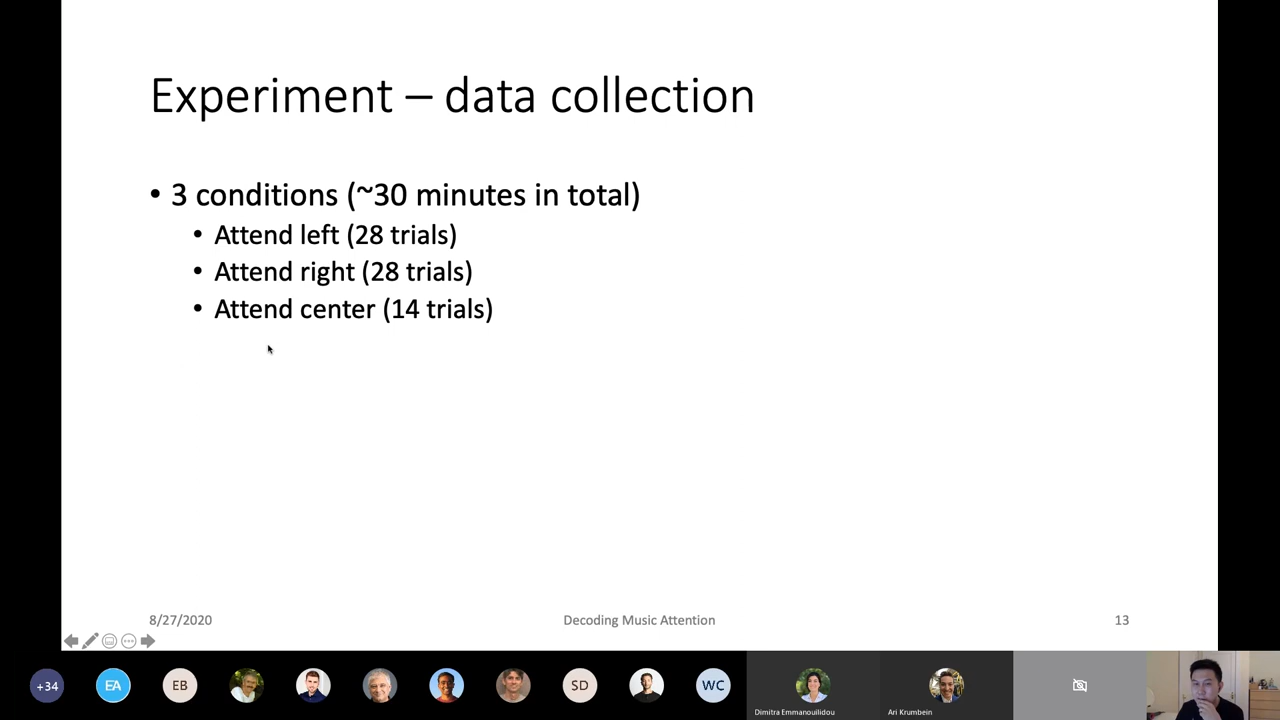 Experiment – data collection
• 3 conditions (~30 minutes in total)
• Attend left (28 trials)
• Attend right (28 trials)
• Attend center (14 trials)
8/27/2020
Decoding Music Attention
13
+34
EA
EB
SD
WC
Dimitra Emmanouilidou
Ari Krumbein